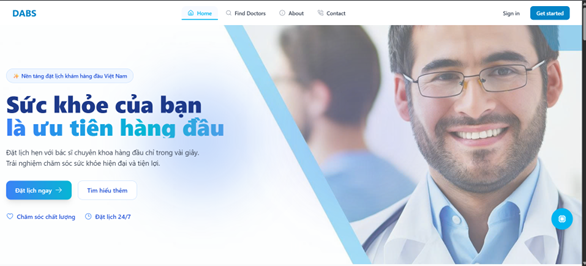 DABS
Home Find Doctors About Contact Sign in Get started
Nền tảng đặt lịch khám hàng đầu Việt Nam
Sức khỏe của bạn
là ưu tiên hàng đầu
Đặt lịch hẹn với bác sĩ chuyên khoa hàng đầu chỉ trong vài giây.
Trải nghiệm chăm sóc sức khỏe hiện đại và tiện lợi.
Đặt lịch ngay → Tìm hiểu thêm
Chăm sóc chất lượng Đặt lịch 24/7